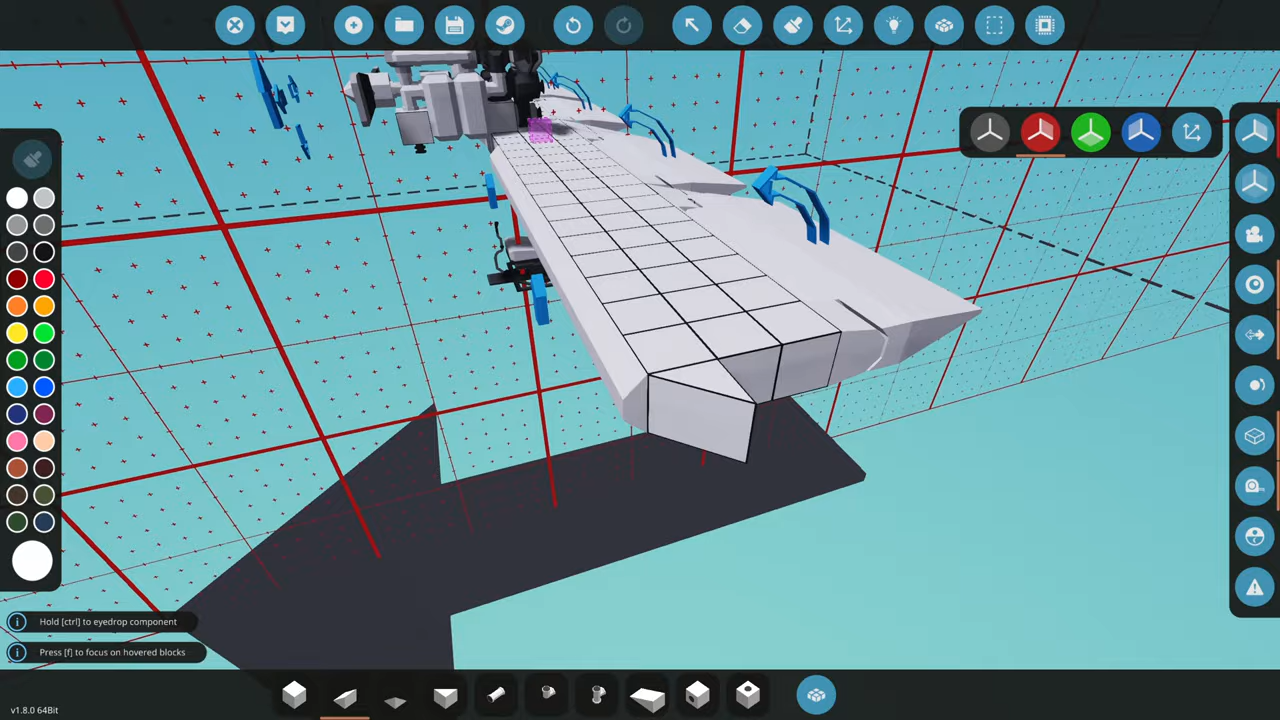 Hold [ctrl] to eyedrop component
Press [f] to focus on hovered blocks
v1.8.0 64Bit